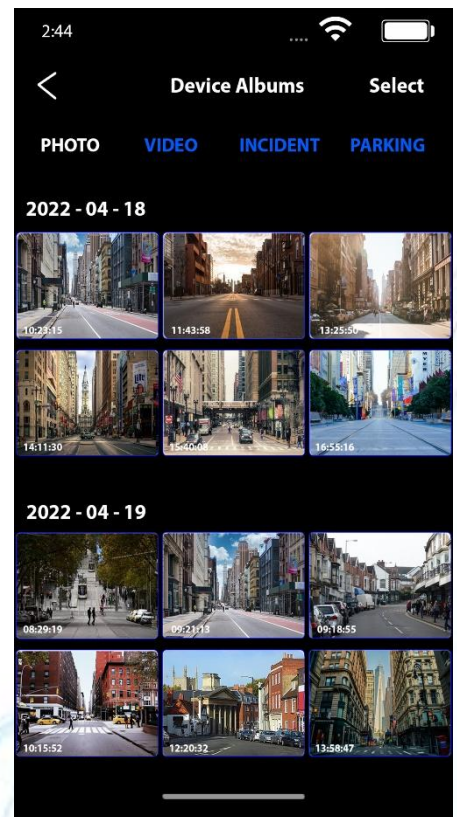 2:44
Device Albums Select
PHOTO VIDEO INCIDENT PARKING
2022 - 04 - 18
10:23:15 11:43:58 13:25:50
14:11:30 15:40:08 16:55:16
2022 - 04 - 19
08:29:19 09:21:13 09:18:55
10:15:52 12:20:32 13:58:47